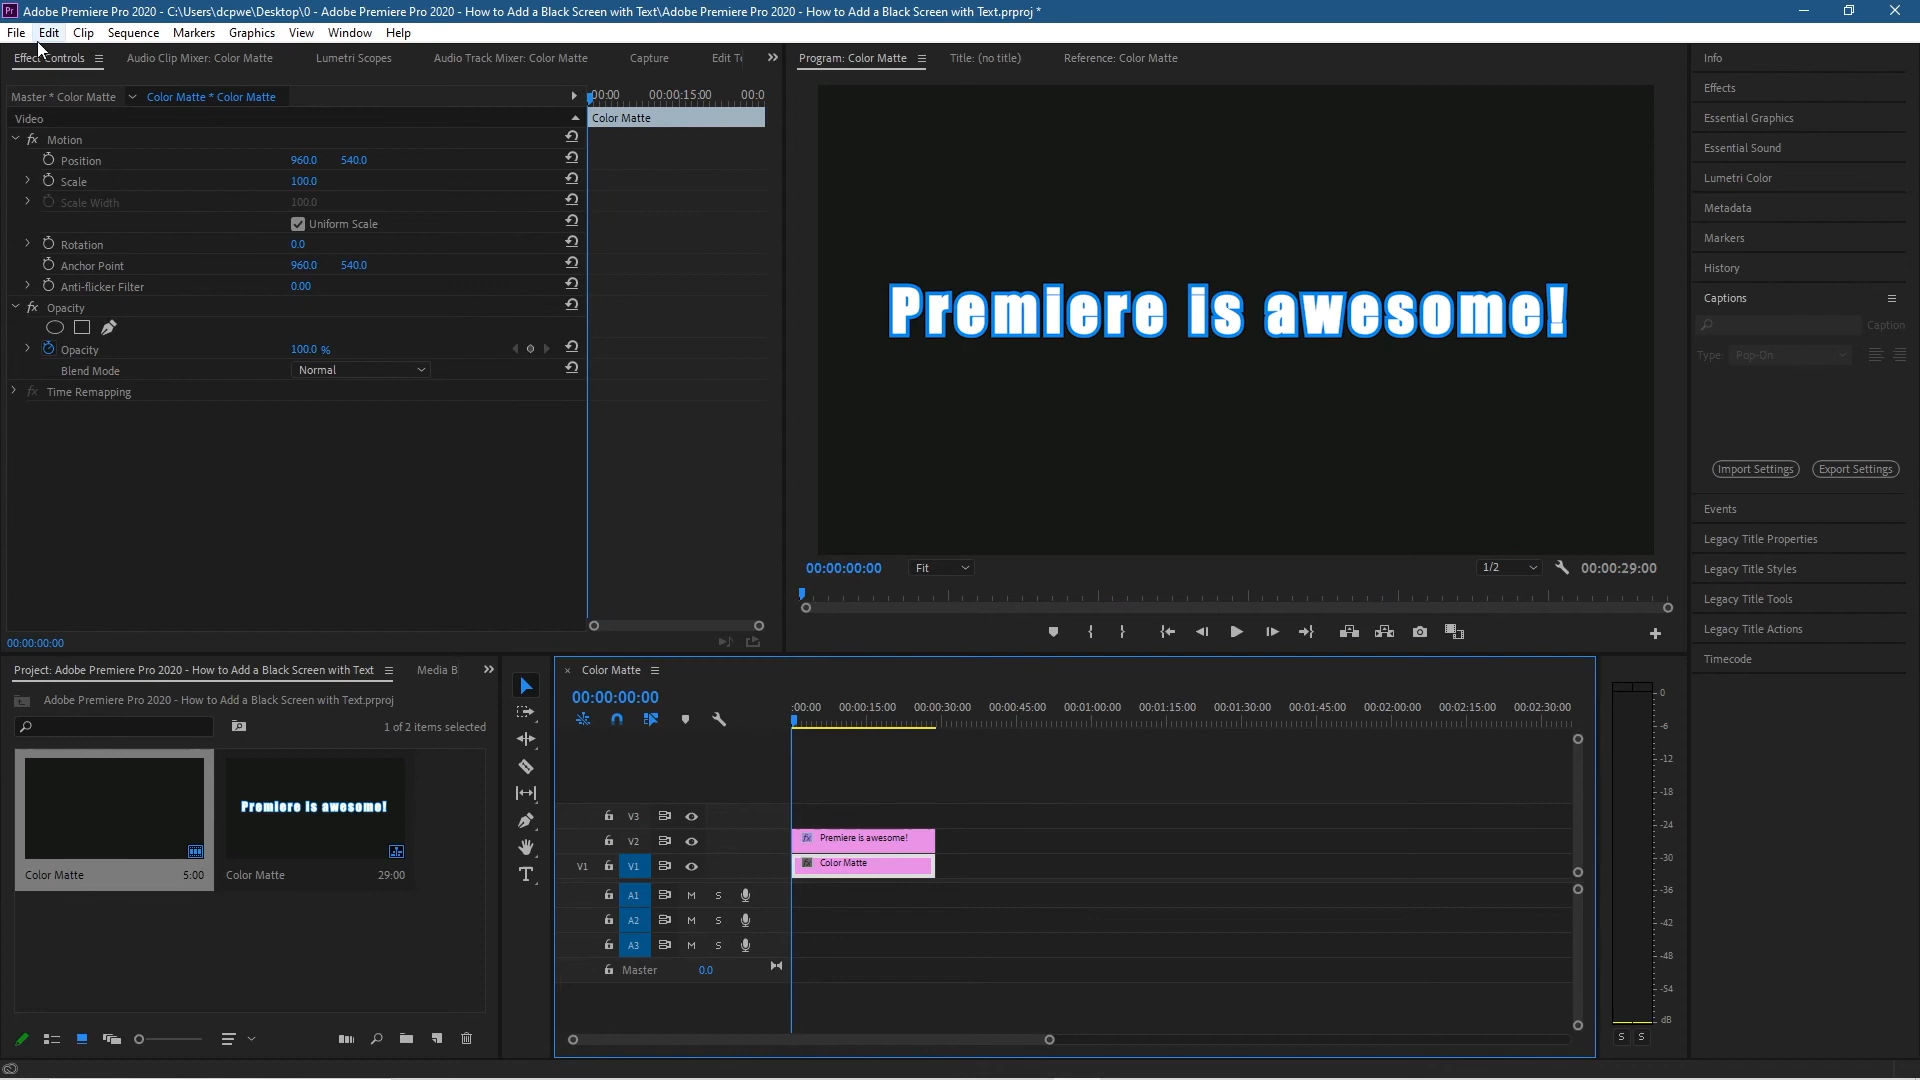 Pr Adobe Premiere Pro 2020 - C:\Users\dcpwe\Desktop\0 - Adobe Premiere Pro 2020 - How to Add a Black Screen with Text\Adobe Premiere Pro 2020 - How to Add a Black Screen with Text.prproj *
File Edit Clip Sequence Markers Graphics View Window Help
Effect Controls Audio Clip Mixer: Color Matte Lumetri Scopes Audio Track Mixer: Color Matte Capture Edit T
Master * Color Matte Color Matte * Color Matte
:00:00 00:00:15:00 00:0
Video
Color Matte
fx Motion
Position 960.0 540.0
Scale 100.0
Scale Width 100.0
Uniform Scale
Rotation 0.0
Anchor Point 960.0 540.0
Anti-flicker Filter 0.00
fx Opacity
Opacity 100.0 %
Blend Mode Normal
fx Time Remapping
00:00:00:00
Program: Color Matte Title: (no title) Reference: Color Matte
Premiere is awesome!
00:00:00:00 Fit 1/2 00:00:29:00
Info
Effects
Essential Graphics
Essential Sound
Lumetri Color
Metadata
Markers
History
Captions
Caption
Type: Pop-On
Import Settings Export Settings
Events
Legacy Title Properties
Legacy Title Styles
Legacy Title Tools
Legacy Title Actions
Timecode
Project: Adobe Premiere Pro 2020 - How to Add a Black Screen with Text Media B
Adobe Premiere Pro 2020 - How to Add a Black Screen with Text.prproj
1 of 2 items selected
Premiere is awesome!
Color Matte 5:00 Color Matte 29:00
Color Matte
00:00:00:00
:00:00 00:00:15:00 00:00:30:00 00:00:45:00 00:01:00:00 00:01:15:00 00:01:30:00 00:01:45:00 00:02:00:00 00:02:15:00 00:02:30:00
V3
V2 fx Premiere is awesome!
V1 V1 fx Color Matte
A1 M S
A2 M S
A3 M S
Master 0.0
0
-6
-12
-18
-24
-30
-36
-42
-48
-54
dB
S S